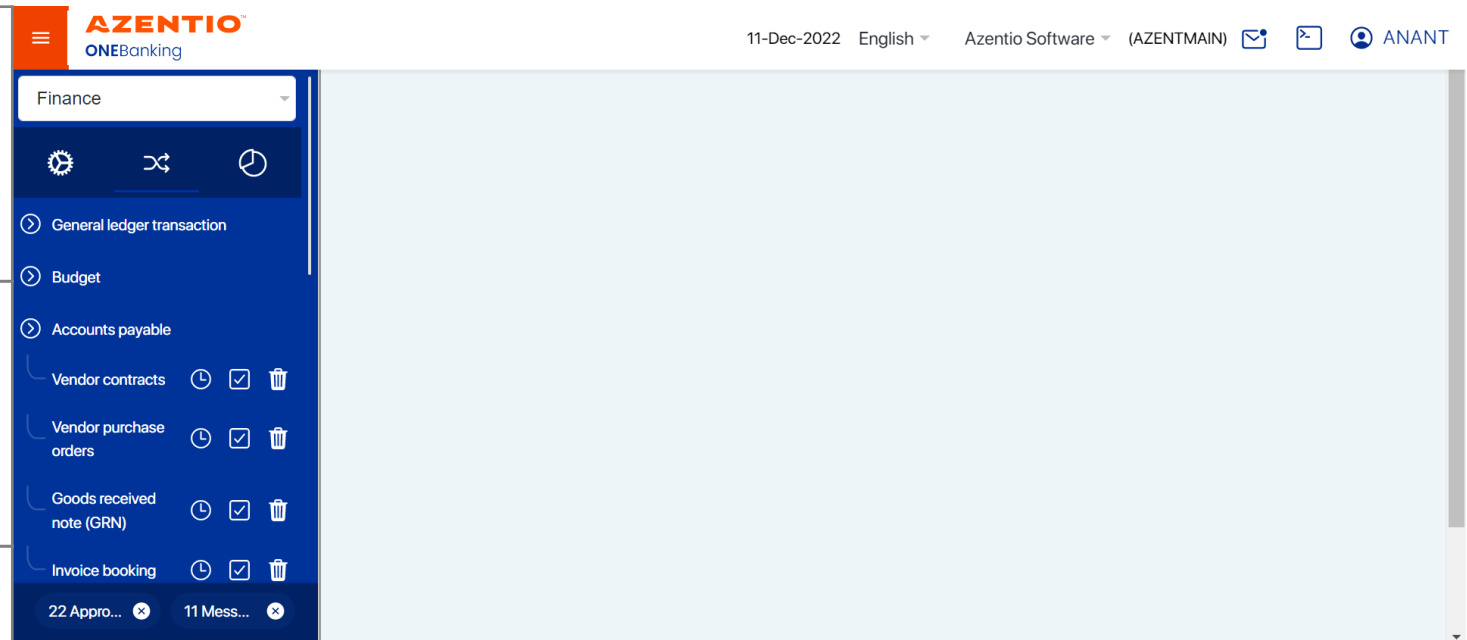 AZENTIO
ONEBanking
11-Dec-2022 English Azentio Software (AZENTMAIN) ANANT
Finance
General ledger transaction
Budget
Accounts payable
Vendor contracts
Vendor purchase
orders
Goods received
note (GRN)
Invoice booking
22 Appro... 11 Mess...